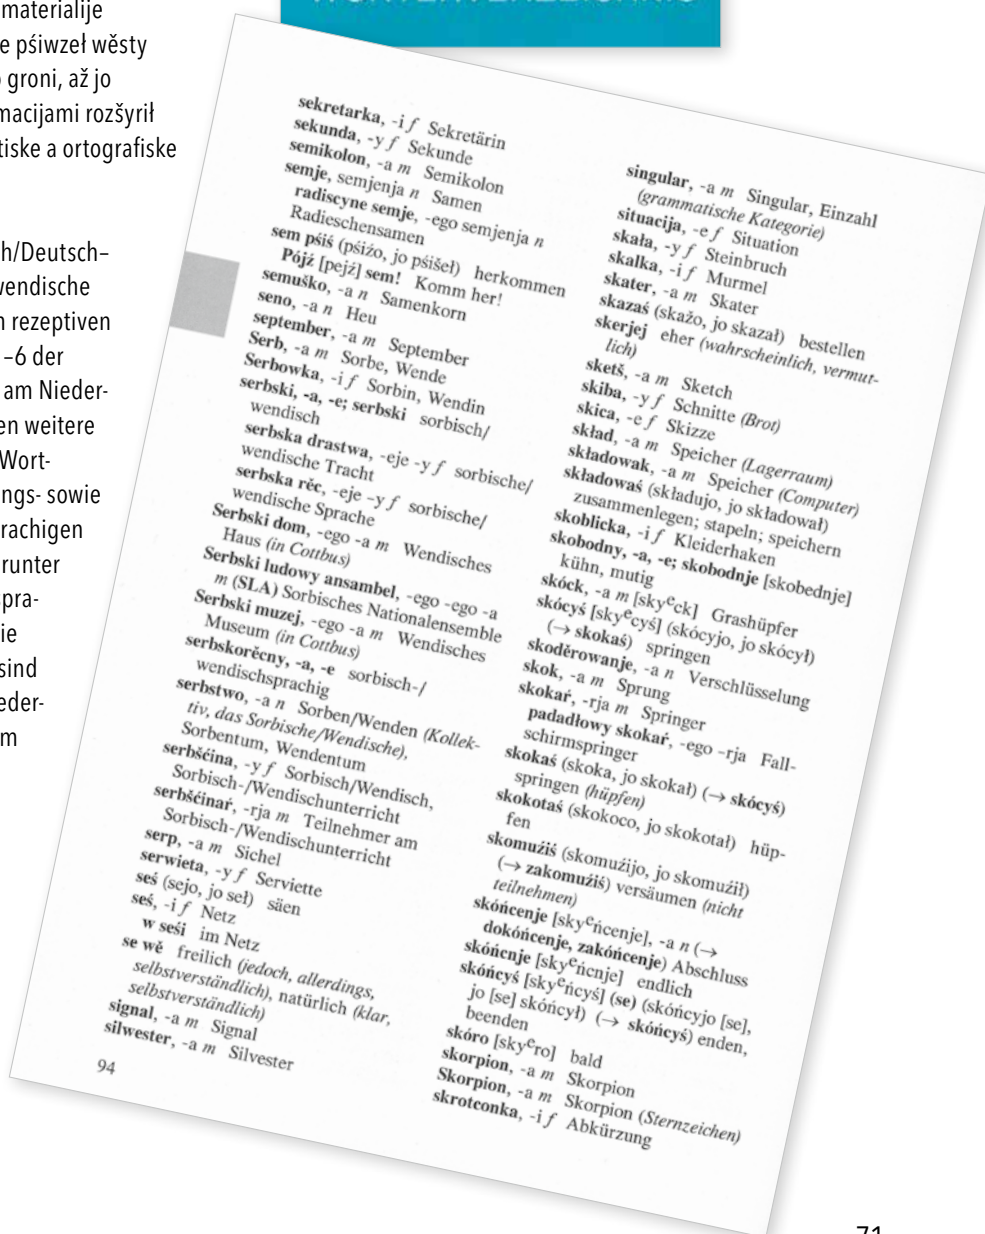 materialije
e pśiwzeł wěsty
groni, až jo
macijami rozšyrił
tiske a ortografiske
h/Deutsch–
wendische
n rezeptiven
–6 der
am Nieder-
en weitere
Wort-
ngs- sowie
rachigen
runter
pra-
ie
sind
eder-
m
sekretarka, -i f Sekretärin
sekunda, -y f Sekunde
semikolon, -a m Semikolon
semje, semjenja n Samen
radiscyne semje, -ego semjenja n
Radieschensamen
sem pśiś (pśiźo, jo pśišeł) herkommen
Pójź [pejź] sem! Komm her!
semuško, -a n Samenkorn
seno, -a n Heu
september, -a m September
Serb, -a m Sorbe, Wende
Serbowka, -i f Sorbin, Wendin
serbski, -a, -e; serbski sorbisch/
wendisch
serbska drastwa, -eje -y f sorbische/
wendische Tracht
serbska rěc, -eje –y f sorbische/
wendische Sprache
Serbski dom, -ego -a m Wendisches
Haus (in Cottbus)
Serbski ludowy ansambel, -ego -ego -a
m (SLA) Sorbisches Nationalensemble
Serbski muzej, -ego -a m Wendisches
Museum (in Cottbus)
serbskorěcny, -a, -e sorbisch-/
wendischsprachig
serbstwo, -a n Sorben/Wenden (Kollek-
tiv, das Sorbische/Wendische),
Sorbentum, Wendentum
serbšćina, -y f Sorbisch/Wendisch,
Sorbisch-/Wendischunterricht
serbšćinaŕ, -rja m Teilnehmer am
Sorbisch-/Wendischunterricht
serp, -a m Sichel
serwieta, -y f Serviette
seś (sejo, jo seł) säen
seś, -i f Netz
w seśi im Netz
se wě freilich (jedoch, allerdings,
selbstverständlich), natürlich (klar,
selbstverständlich)
signal, -a m Signal
silwester, -a m Silvester
94
singular, -a m Singular, Einzahl
(grammatische Kategorie)
situacija, -e f Situation
skała, -y f Steinbruch
skalka, -i f Murmel
skater, -a m Skater
skazaś (skažo, jo skazał) bestellen
skerjej eher (wahrscheinlich, vermut-
lich)
sketš, -a m Sketch
skiba, -y f Schnitte (Brot)
skica, -e f Skizze
skład, -a m Speicher (Lagerraum)
składowak, -a m Speicher (Computer)
składowaś (składujo, jo składował)
zusammenlegen; stapeln; speichern
skoblicka, -i f Kleiderhaken
skobodny, -a, -e; skobodnje [skobednje]
kühn, mutig
skóck, -a m [skyᵉck] Grashüpfer
skócyś [skyᵉcyś] (skócyjo, jo skócył)
(→ skokaś) springen
skoděrowanje, -a n Verschlüsselung
skok, -a m Sprung
skokaŕ, -rja m Springer
padadłowy skokaŕ, -ego –rja Fall-
schirmspringer
skokaś (skoka, jo skokał) (→ skócyś)
springen (hüpfen)
skokotaś (skokoco, jo skokotał) hüp-
fen
skomuźiś (skomuźijo, jo skomuźił)
(→ zakomuźiś) versäumen (nicht
teilnehmen)
skóńcenje [skyᵉńcenje], -a n (→
dokóńcenje, zakóńcenje) Abschluss
skóńcnje [skyᵉńcnje] endlich
skóńcyś [skyᵉńcyś] (se) (skóńcyjo [se],
jo [se] skóńcył) (→ skóńcyś) enden,
beenden
skóro [skyᵉro] bald
skorpion, -a m Skorpion
Skorpion, -a m Skorpion (Sternzeichen)
skrotconka, -i f Abkürzung